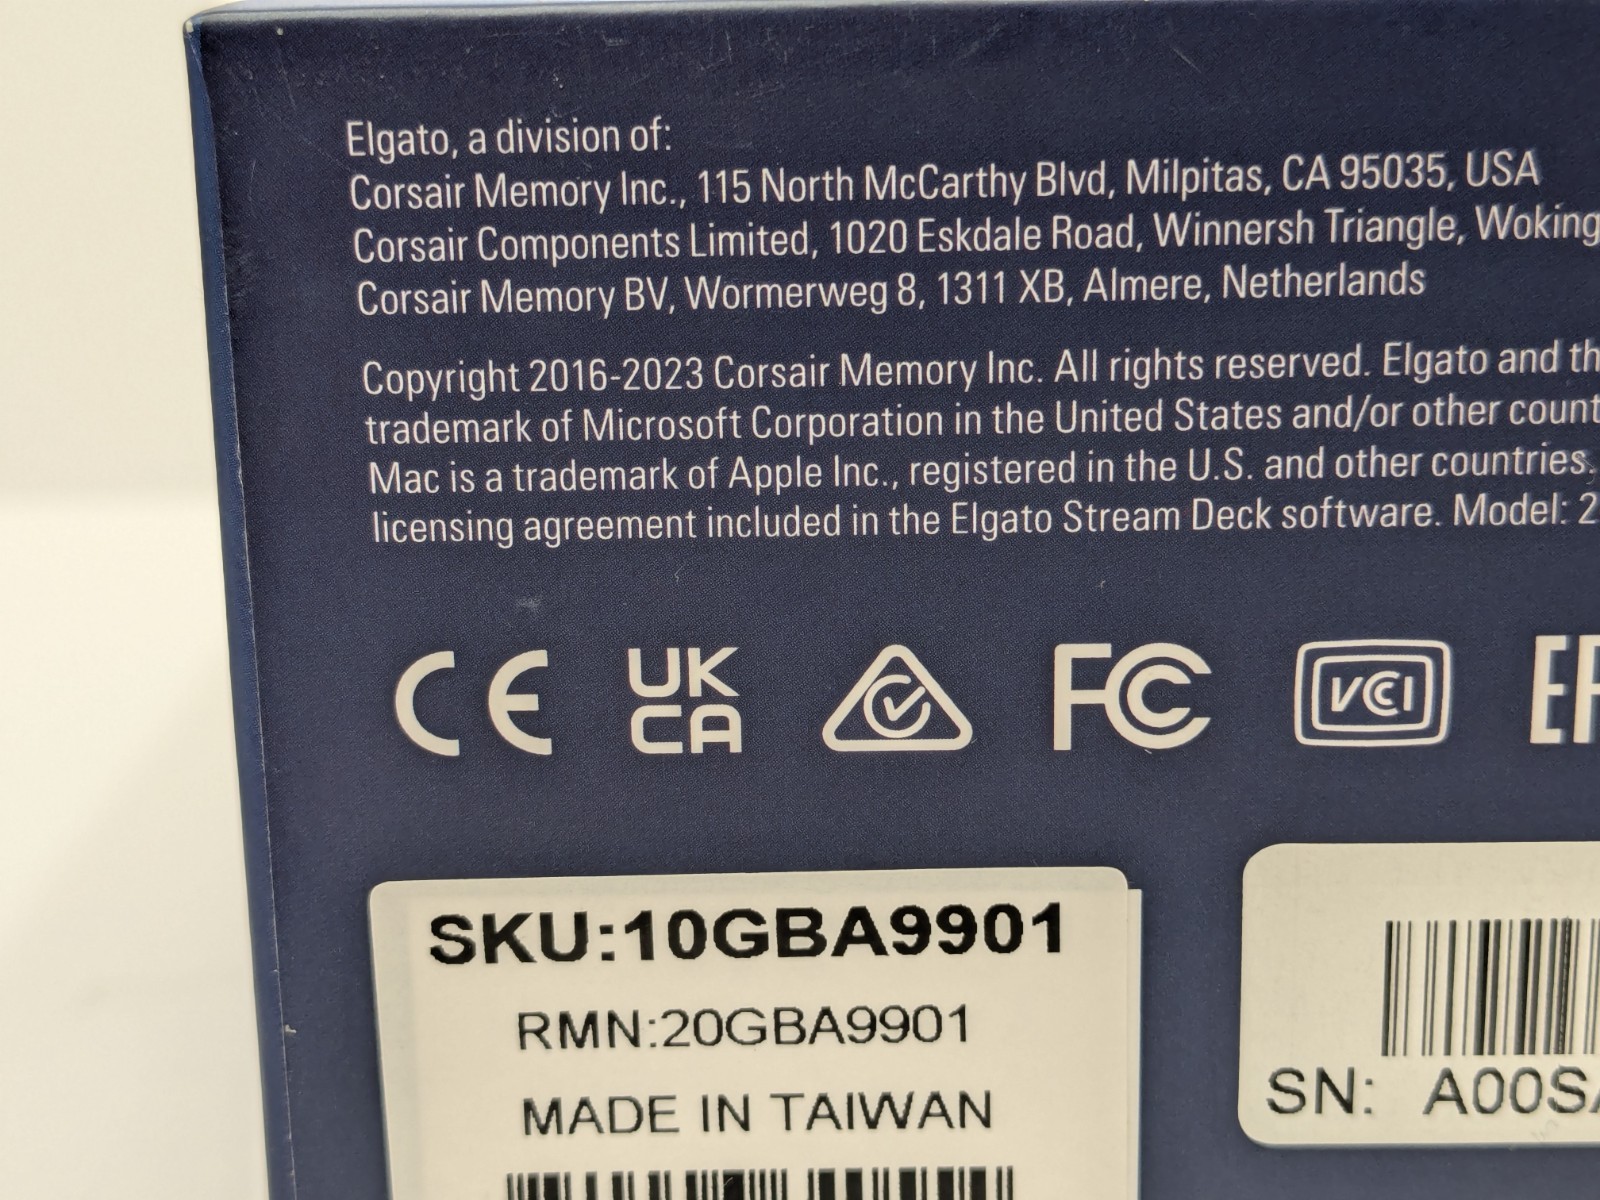 Elgato, a division of:
Corsair Memory Inc., 115 North McCarthy Blvd, Milpitas, CA 95035, USA
Corsair Components Limited, 1020 Eskdale Road, Winnersh Triangle, Woking
Corsair Memory BV, Wormerweg 8, 1311 XB, Almere, Netherlands
Copyright 2016-2023 Corsair Memory Inc. All rights reserved. Elgato and th
trademark of Microsoft Corporation in the United States and/or other count
Mac is a trademark of Apple Inc., registered in the U.S. and other countries.
licensing agreement included in the Elgato Stream Deck software. Model: 2
CE UK CA FC VCCI
SKU:10GBA9901
RMN:20GBA9901
MADE IN TAIWAN
SN: A00S